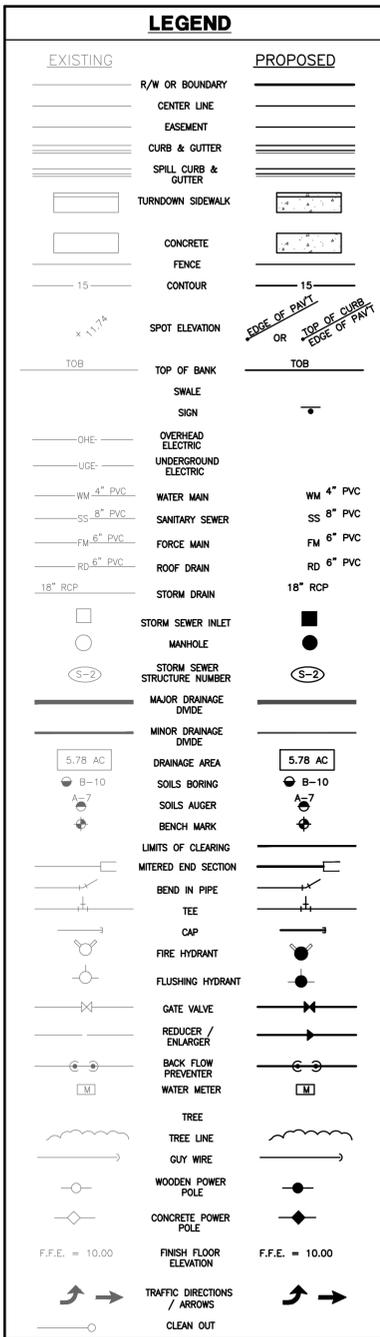 LEGEND
EXISTING PROPOSED
R/W OR BOUNDARY
CENTER LINE
EASEMENT
CURB & GUTTER
SPILL CURB &
GUTTER
TURNDOWN SIDEWALK
CONCRETE
FENCE
15 CONTOUR 15
EDGE OF PAV'T
TOP OF CURB
× 11.74 SPOT ELEVATION OR EDGE OF PAV'T
TOB TOP OF BANK TOB
SWALE
SIGN
OHE OVERHEAD
ELECTRIC
UGE UNDERGROUND
ELECTRIC
WM 4" PVC WATER MAIN WM 4" PVC
SS 8" PVC SANITARY SEWER SS 8" PVC
FM 6" PVC FORCE MAIN FM 6" PVC
RD 6" PVC ROOF DRAIN RD 6" PVC
18" RCP STORM DRAIN 18" RCP
STORM SEWER INLET
MANHOLE
S-2 STORM SEWER
STRUCTURE NUMBER S-2
MAJOR DRAINAGE
DIVIDE
MINOR DRAINAGE
DIVIDE
5.78 AC DRAINAGE AREA 5.78 AC
B-10 SOILS BORING B-10
A-7 SOILS AUGER A-7
BENCH MARK
LIMITS OF CLEARING
MITERED END SECTION
BEND IN PIPE
TEE
CAP
FIRE HYDRANT
FLUSHING HYDRANT
GATE VALVE
REDUCER /
ENLARGER
BACK FLOW
PREVENTER
M WATER METER M
TREE
TREE LINE
GUY WIRE
WOODEN POWER
POLE
CONCRETE POWER
POLE
F.F.E. = 10.00 FINISH FLOOR
ELEVATION F.F.E. = 10.00
TRAFFIC DIRECTIONS
/ ARROWS
CLEAN OUT